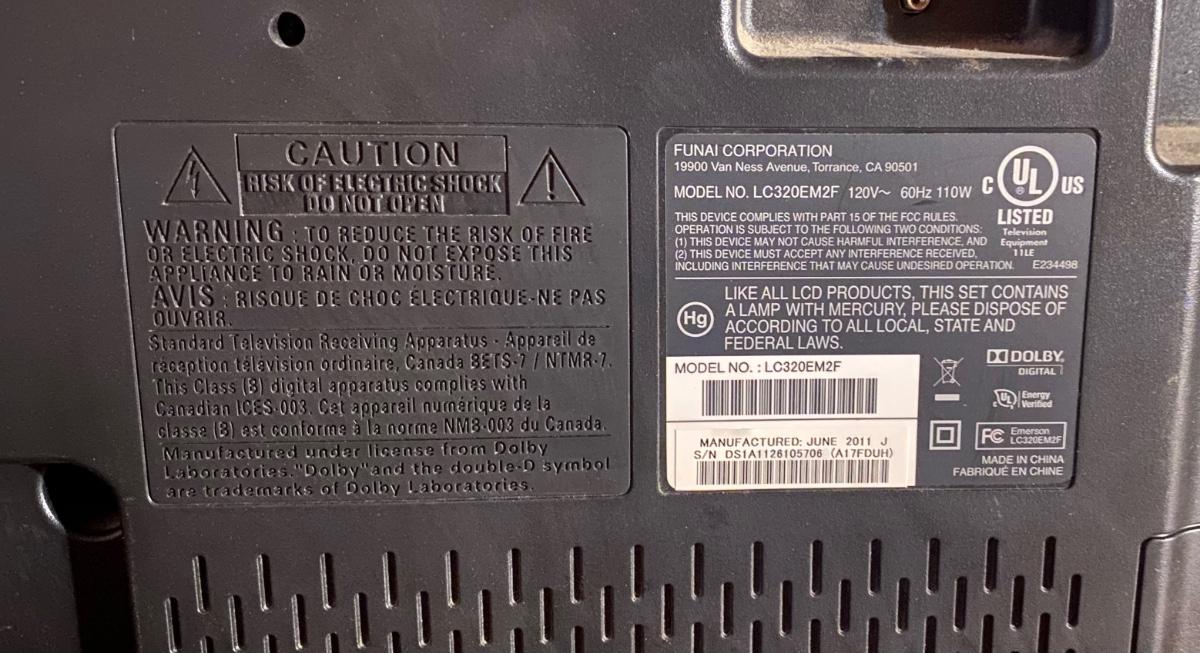 CAUTION
RISK OF ELECTRIC SHOCK
DO NOT OPEN
WARNING : TO REDUCE THE RISK OF FIRE
OR ELECTRIC SHOCK, DO NOT EXPOSE THIS
APPLIANCE TO RAIN OR MOISTURE.
AVIS : RISQUE DE CHOC ÉLECTRIQUE-NE PAS
OUVRIR.
Standard Television Receiving Apparatus - Appareil de
réception télévision ordinaire, Canada BETS-7 / NTMR-7.
This Class (B) digital apparatus complies with
Canadian ICES-003. Cet appareil numérique de la
classe (B) est conforme à la norme NMB-003 du Canada.
Manufactured under license from Dolby
Laboratories. "Dolby" and the double-D symbol
are trademarks of Dolby Laboratories.
FUNAI CORPORATION
19900 Van Ness Avenue, Torrance, CA 90501
MODEL NO. LC320EM2F 120V~ 60Hz 110W
THIS DEVICE COMPLIES WITH PART 15 OF THE FCC RULES.
OPERATION IS SUBJECT TO THE FOLLOWING TWO CONDITIONS:
(1) THIS DEVICE MAY NOT CAUSE HARMFUL INTERFERENCE, AND
(2) THIS DEVICE MUST ACCEPT ANY INTERFERENCE RECEIVED,
INCLUDING INTERFERENCE THAT MAY CAUSE UNDESIRED OPERATION.
C UL ® US
LISTED
Television
Equipment
11LE
E234498
Hg
LIKE ALL LCD PRODUCTS, THIS SET CONTAINS
A LAMP WITH MERCURY, PLEASE DISPOSE OF
ACCORDING TO ALL LOCAL, STATE AND
FEDERAL LAWS.
MODEL NO. : LC320EM2F
MANUFACTURED: JUNE 2011 J
S/N DS1A1126105706 (A17FDUH)
DOLBY
DIGITAL
c UL Energy
Verified
FC Emerson
LC320EM2F
MADE IN CHINA
FABRIQUÉ EN CHINE